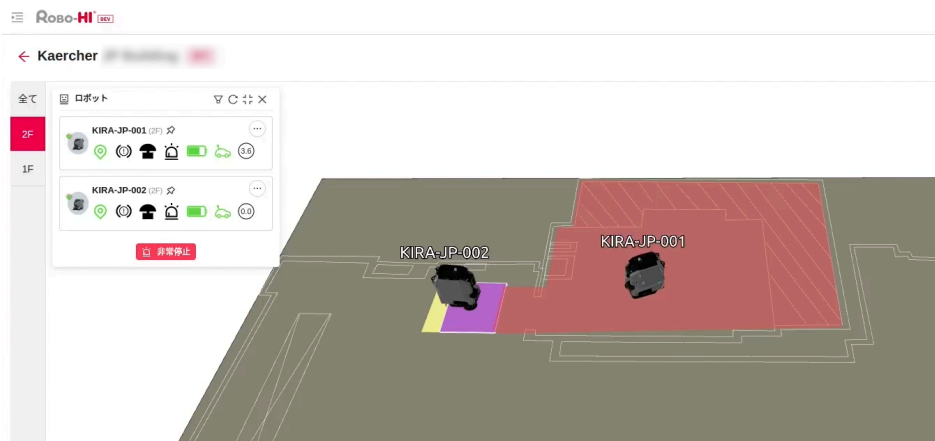 ROBO-HI DEV
Kaercher
全て
2F
1F
ロボット
KIRA-JP-001 (2F)
3.6
KIRA-JP-002 (2F)
0.0
非常停止
KIRA-JP-002
KIRA-JP-001